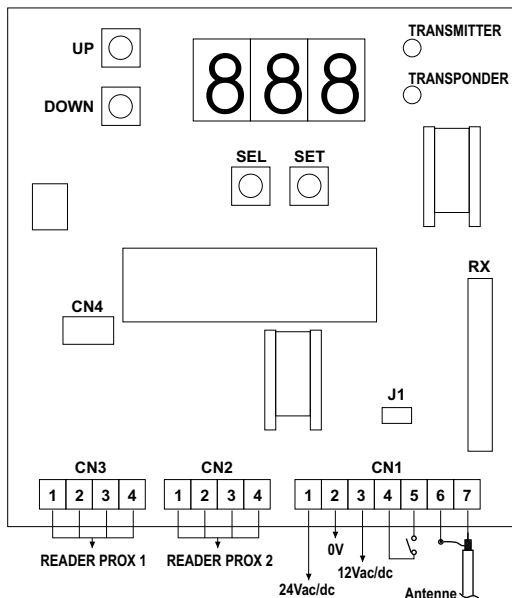 UP
TRANSMITTER
888
TRANSPONDER
DOWN
SEL SET
RX
CN4
J1
CN3 CN2 CN1
1 2 3 4 1 2 3 4 1 2 3 4 5 6 7
READER PROX 1 READER PROX 2 0V 12Vac/dc
24Vac/dc Antenne